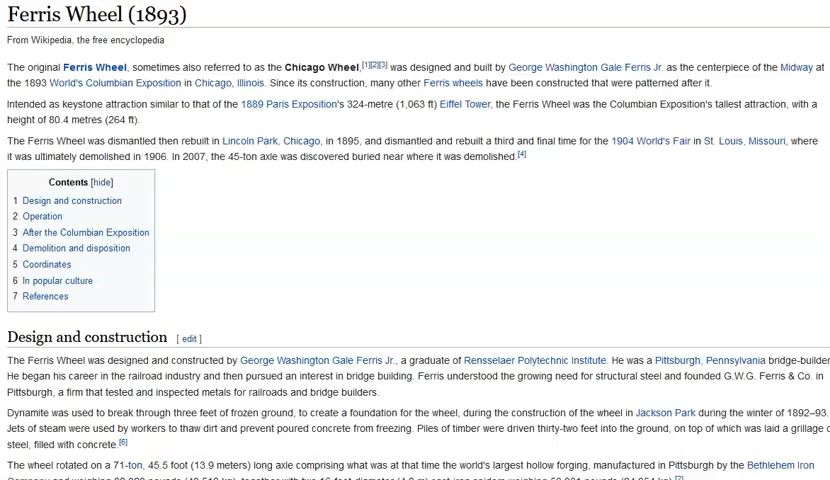 Ferris Wheel (1893)
From Wikipedia, the free encyclopedia
The original Ferris Wheel, sometimes also referred to as the Chicago Wheel,[1][2][3] was designed and built by George Washington Gale Ferris Jr. as the centerpiece of the Midway at
the 1893 World's Columbian Exposition in Chicago, Illinois. Since its construction, many other Ferris wheels have been constructed that were patterned after it.
Intended as keystone attraction similar to that of the 1889 Paris Exposition's 324-metre (1,063 ft) Eiffel Tower, the Ferris Wheel was the Columbian Exposition's tallest attraction, with a
height of 80.4 metres (264 ft).
The Ferris Wheel was dismantled then rebuilt in Lincoln Park, Chicago, in 1895, and dismantled and rebuilt a third and final time for the 1904 World's Fair in St. Louis, Missouri, where
it was ultimately demolished in 1906. In 2007, the 45-ton axle was discovered buried near where it was demolished.[4]
Contents [hide]
1 Design and construction
2 Operation
3 After the Columbian Exposition
4 Demolition and disposition
5 Coordinates
6 In popular culture
7 References
Design and construction [ edit ]
The Ferris Wheel was designed and constructed by George Washington Gale Ferris Jr., a graduate of Rensselaer Polytechnic Institute. He was a Pittsburgh, Pennsylvania bridge-builder
He began his career in the railroad industry and then pursued an interest in bridge building. Ferris understood the growing need for structural steel and founded G.W.G. Ferris & Co. in
Pittsburgh, a firm that tested and inspected metals for railroads and bridge builders.
Dynamite was used to break through three feet of frozen ground, to create a foundation for the wheel, during the construction of the wheel in Jackson Park during the winter of 1892–93.
Jets of steam were used by workers to thaw dirt and prevent poured concrete from freezing. Piles of timber were driven thirty-two feet into the ground, on top of which was laid a grillage
steel, filled with concrete.[6]
The wheel rotated on a 71-ton, 45.5 foot (13.9 meters) long axle comprising what was at that time the world's largest hollow forging, manufactured in Pittsburgh by the Bethlehem Iron